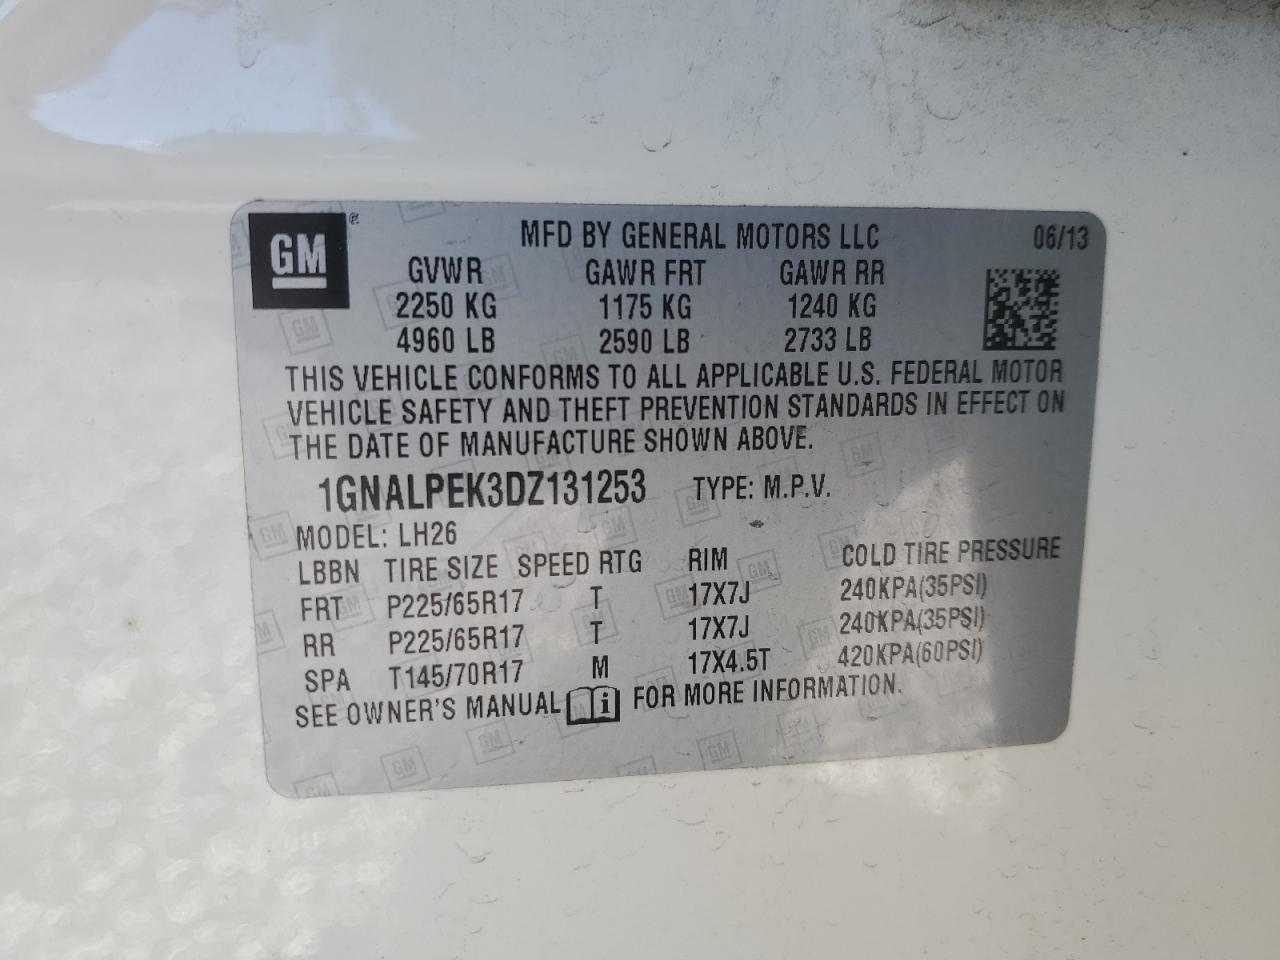 GM ®
MFD BY GENERAL MOTORS LLC 06/13
GVWR GAWR FRT GAWR RR
2250 KG 1175 KG 1240 KG
4960 LB 2590 LB 2733 LB
THIS VEHICLE CONFORMS TO ALL APPLICABLE U.S. FEDERAL MOTOR
VEHICLE SAFETY AND THEFT PREVENTION STANDARDS IN EFFECT ON
THE DATE OF MANUFACTURE SHOWN ABOVE.
1GNALPEK3DZ131253 TYPE: M.P.V.
MODEL: LH26
LBBN TIRE SIZE SPEED RTG RIM COLD TIRE PRESSURE
FRT P225/65R17 T 17X7J 240KPA(35PSI)
RR P225/65R17 T 17X7J 240KPA(35PSI)
SPA T145/70R17 M 17X4.5T 420KPA(60PSI)
SEE OWNER'S MANUAL i FOR MORE INFORMATION.